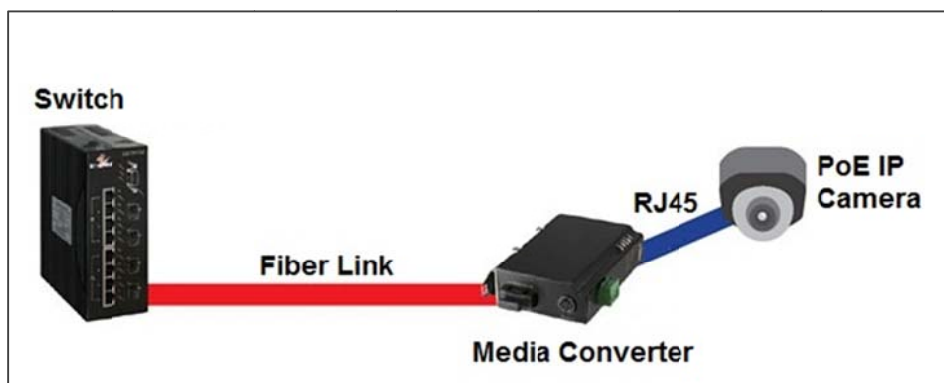 Switch
PoE IP
Camera
RJ45
Fiber Link
Media Converter